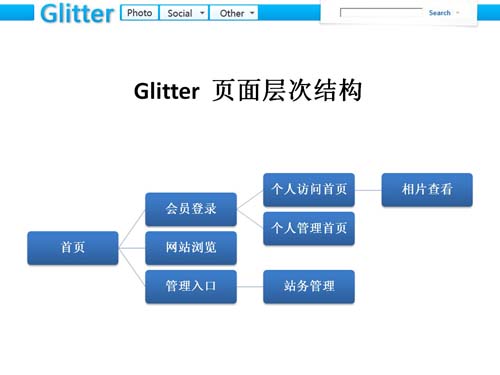 Glitter Photo Social Other Search
Glitter 页面层次结构
个人访问首页 相片查看
会员登录
个人管理首页
首页 网站浏览
管理入口 站务管理